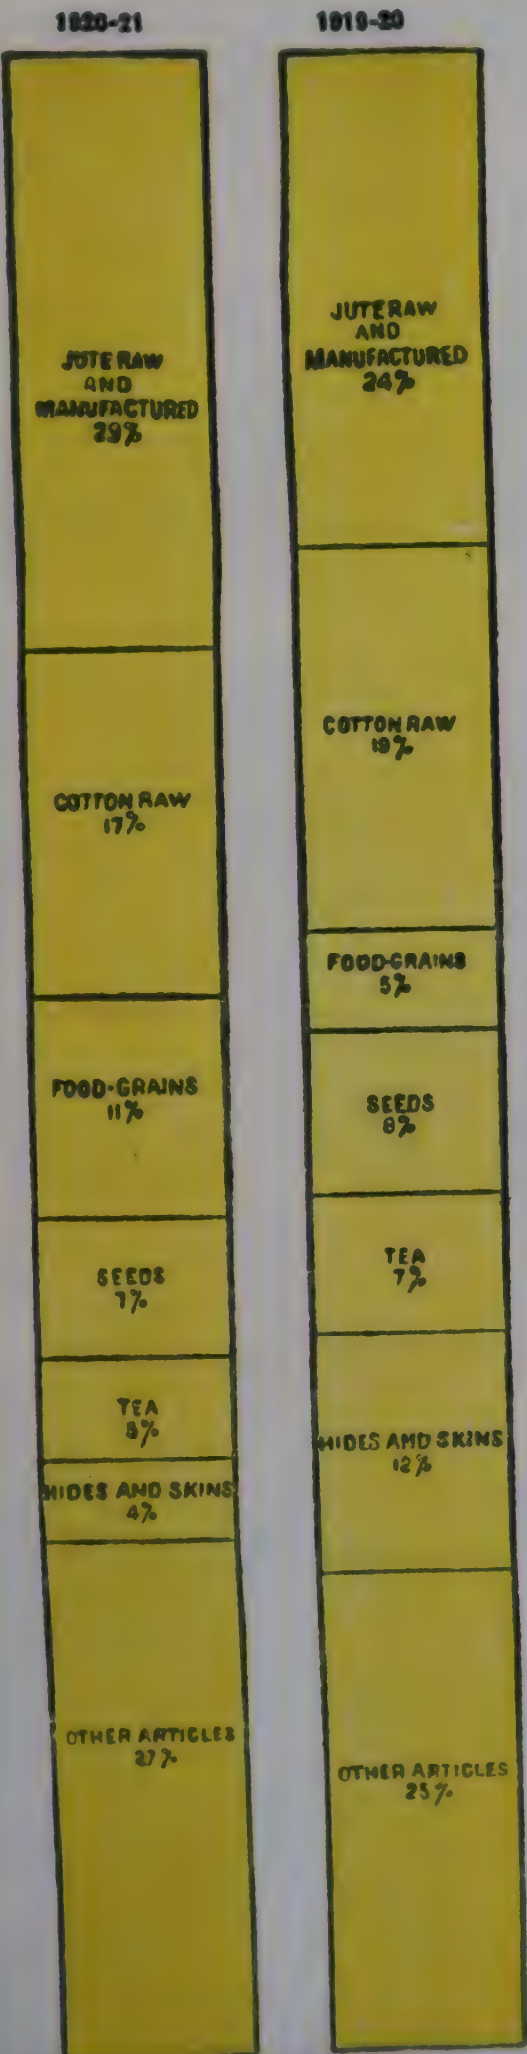 1920-21
JUTE RAW
AND
MANUFACTURED
29%
COTTON RAW
17%
FOOD-GRAINS
11%
SEEDS
7%
TEA
5%
HIDES AND SKINS
4%
OTHER ARTICLES
27%
1919-20
JUTE RAW
AND
MANUFACTURED
24%
COTTON RAW
19%
FOOD-GRAINS
5%
SEEDS
8%
TEA
7%
HIDES AND SKINS
12%
OTHER ARTICLES
25%